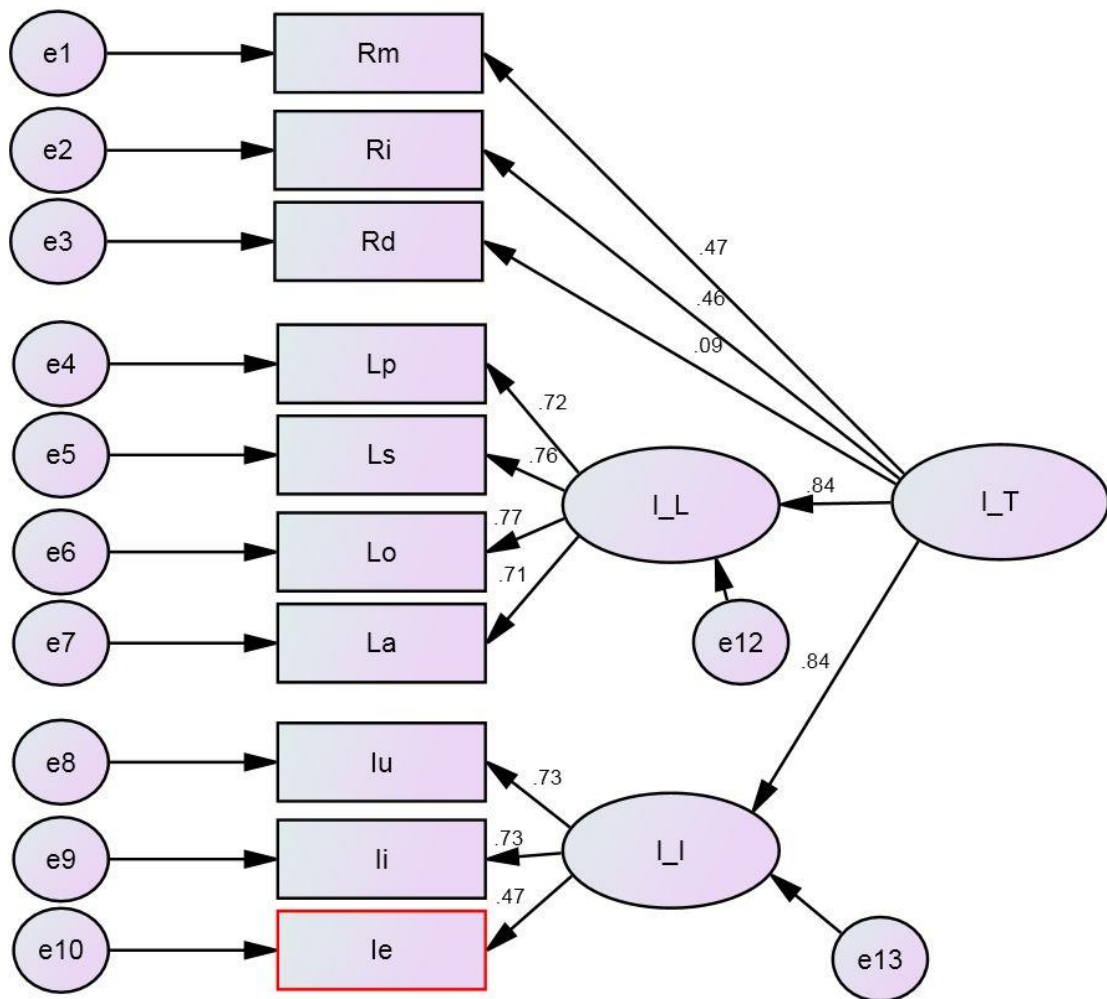 e1
Rm
e2
Ri
e3
Rd
.47
.46
.09
e4
Lp
.72
e5
Ls
.76
I_L
.84
I_T
e6
Lo
.77
e7
La
.71
e12
.84
e8
Iu
.73
e9
Ii
.73
I_I
e10
Ie
.47
e13